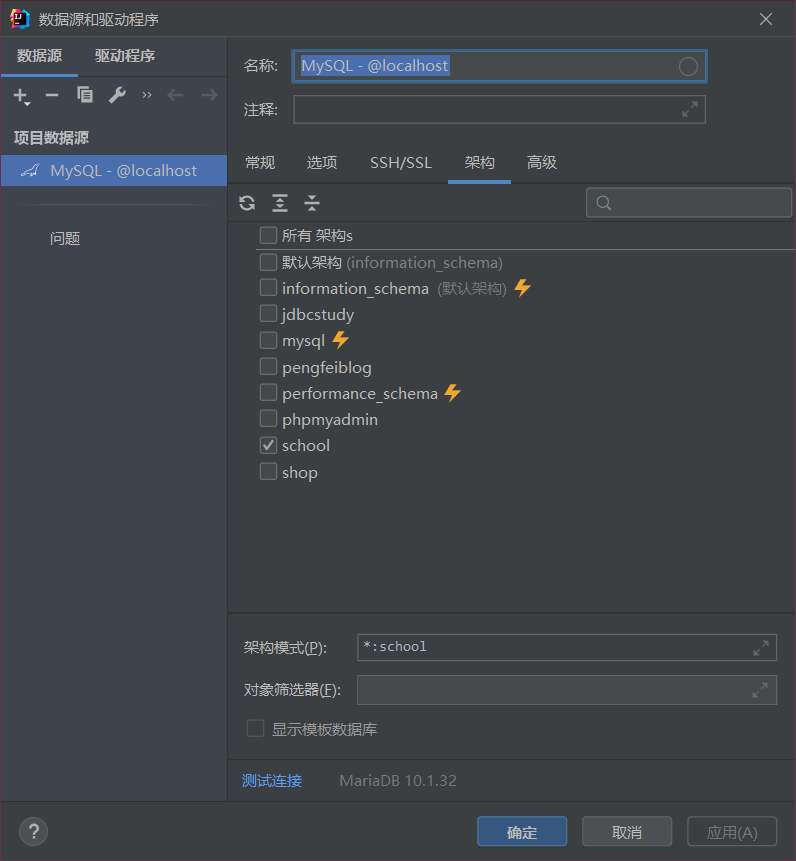 数据源和驱动程序
数据源 驱动程序
项目数据源
MySQL - @localhost
问题
名称: MySQL - @localhost
注释:
常规 选项 SSH/SSL 架构 高级
所有 架构s
默认架构 (information_schema)
information_schema (默认架构)
jdbcstudy
mysql
pengfeiblog
performance_schema
phpmyadmin
school
shop
架构模式(P): *:school
对象筛选器(F):
显示模板数据库
测试连接 MariaDB 10.1.32
? 确定 取消 应用(A)